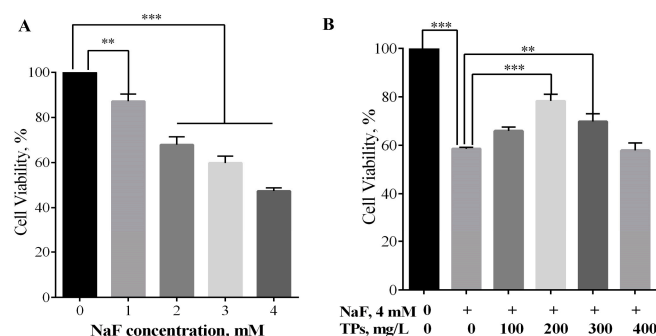 A
***
**
100
80
60
40
20
0
Cell Viability, %
0 1 2 3 4
NaF concentration, mM
B
***
**
***
100
80
60
40
20
0
Cell Viability, %
NaF, 4 mM 0 + + + + +
TPs, mg/L 0 0 100 200 300 400